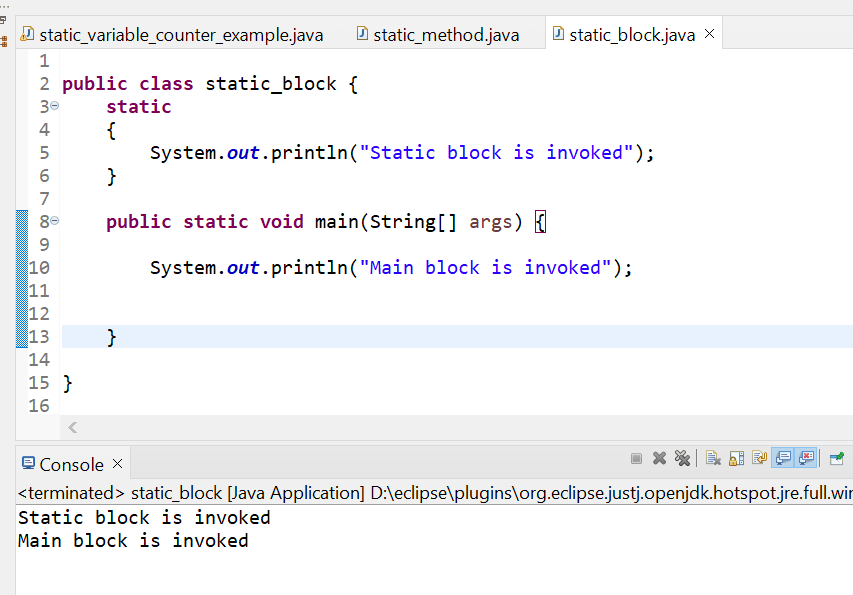 static_variable_counter_example.java static_method.java static_block.java
1
2 public class static_block {
3 static
4 {
5 System.out.println("Static block is invoked");
6 }
7
8 public static void main(String[] args) {
9
10 System.out.println("Main block is invoked");
11
12
13 }
14
15 }
16
Console
<terminated> static_block [Java Application] D:\eclipse\plugins\org.eclipse.justj.openjdk.hotspot.jre.full.win
Static block is invoked
Main block is invoked